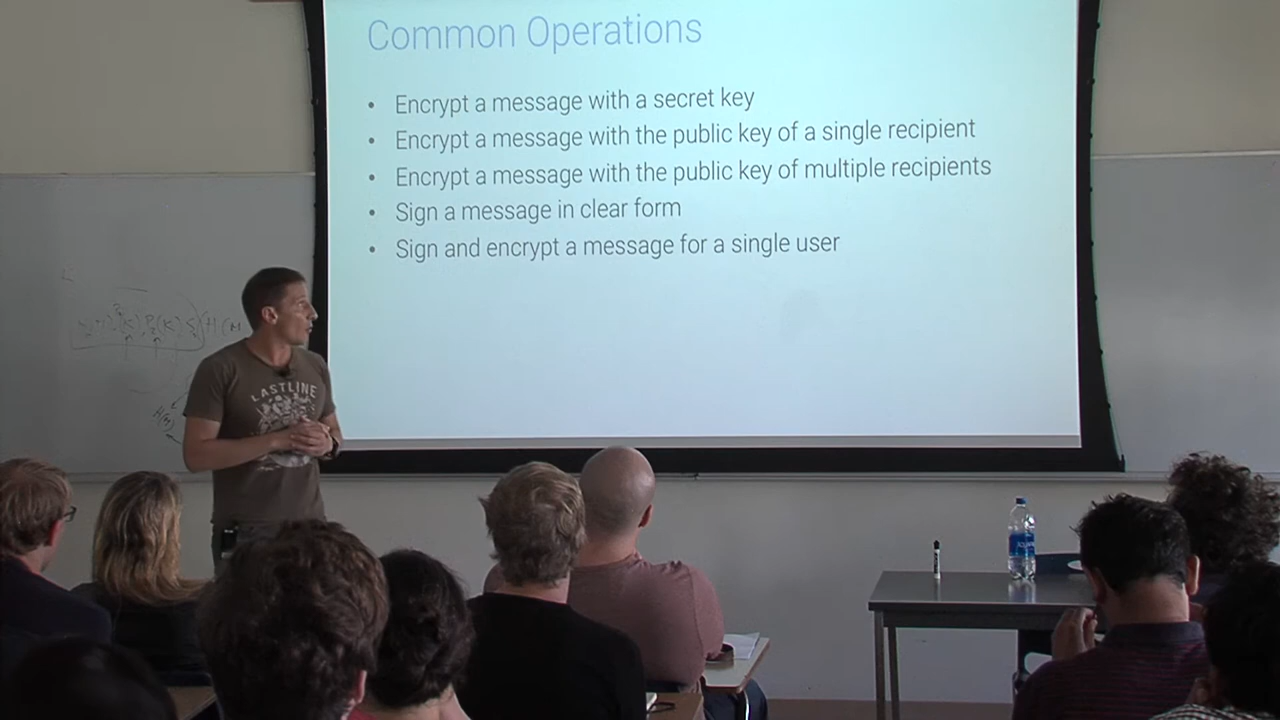 Common Operations
• Encrypt a message with a secret key
• Encrypt a message with the public key of a single recipient
• Encrypt a message with the public key of multiple recipients
• Sign a message in clear form
• Sign and encrypt a message for a single user
LASTLINE